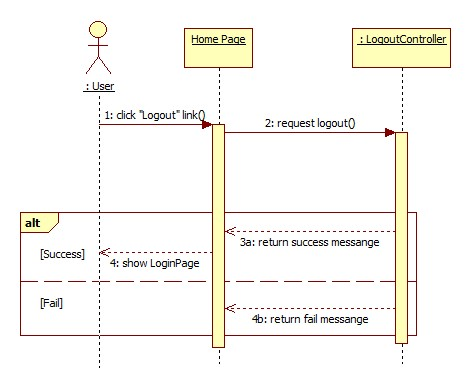 : User
Home Page
: LogoutController
1: click "Logout" link()
2: request logout()
alt
3a: return success messange
[Success]
4: show LoginPage
[Fail]
4b: return fail messange